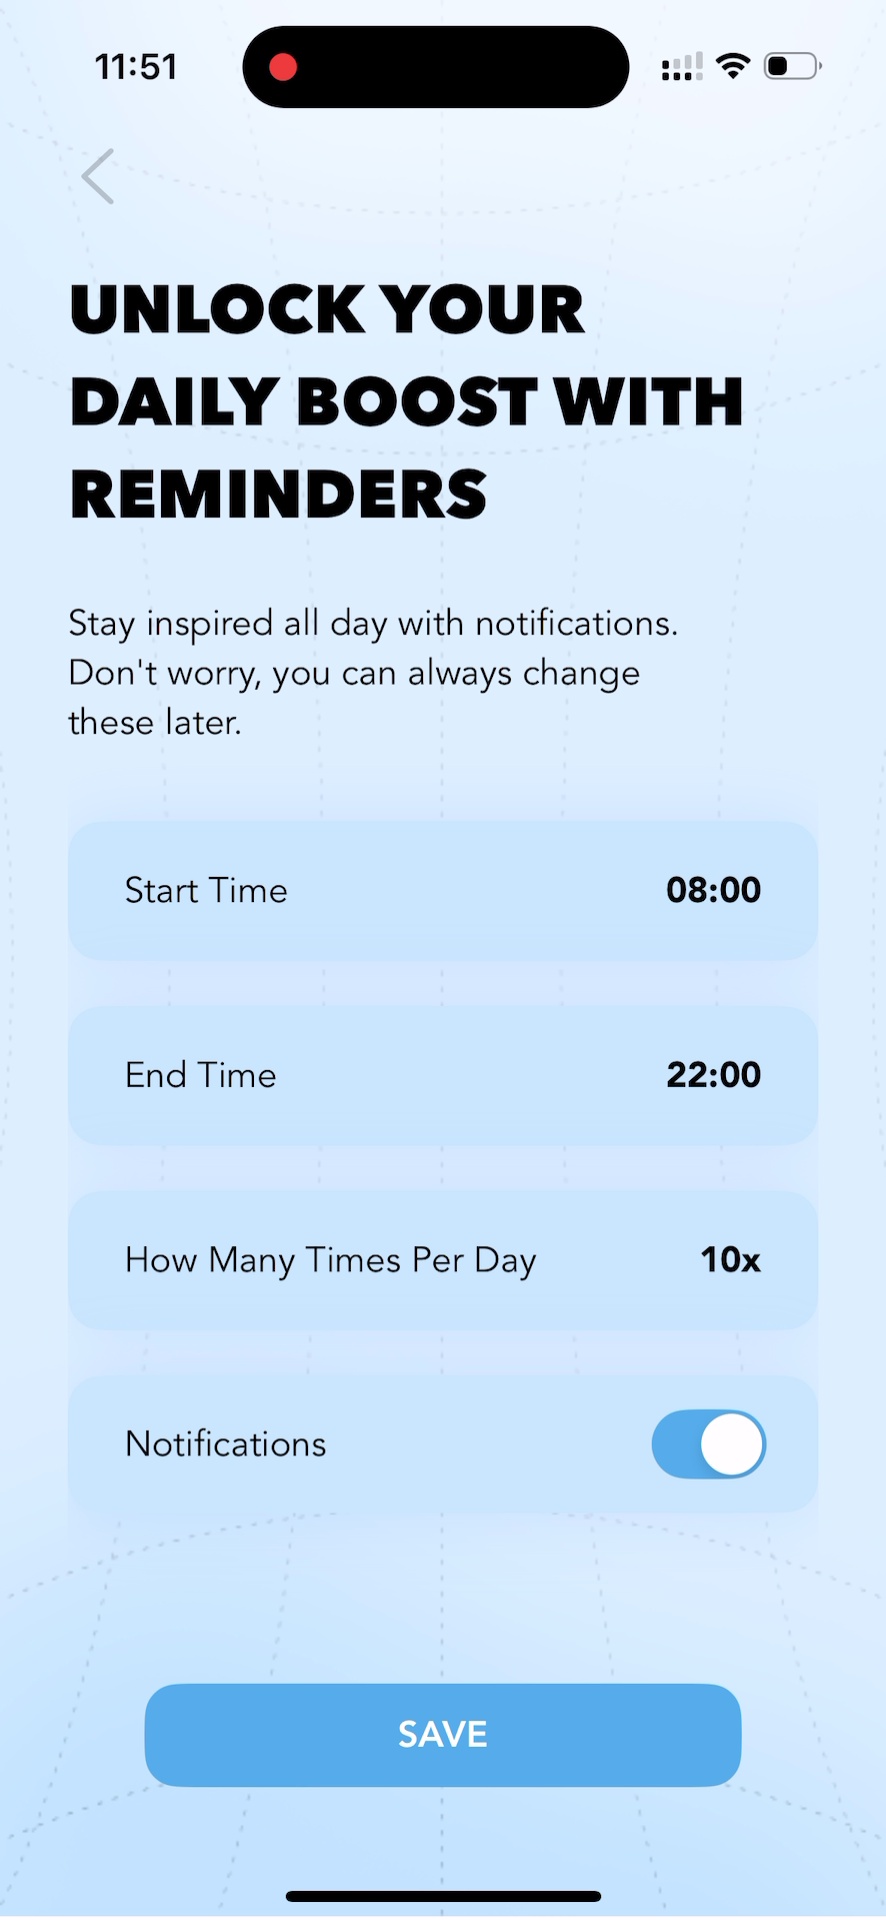 11:51
UNLOCK YOUR
DAILY BOOST WITH
REMINDERS
Stay inspired all day with notifications.
Don't worry, you can always change
these later.
Start Time 08:00
End Time 22:00
How Many Times Per Day 10x
Notifications
SAVE